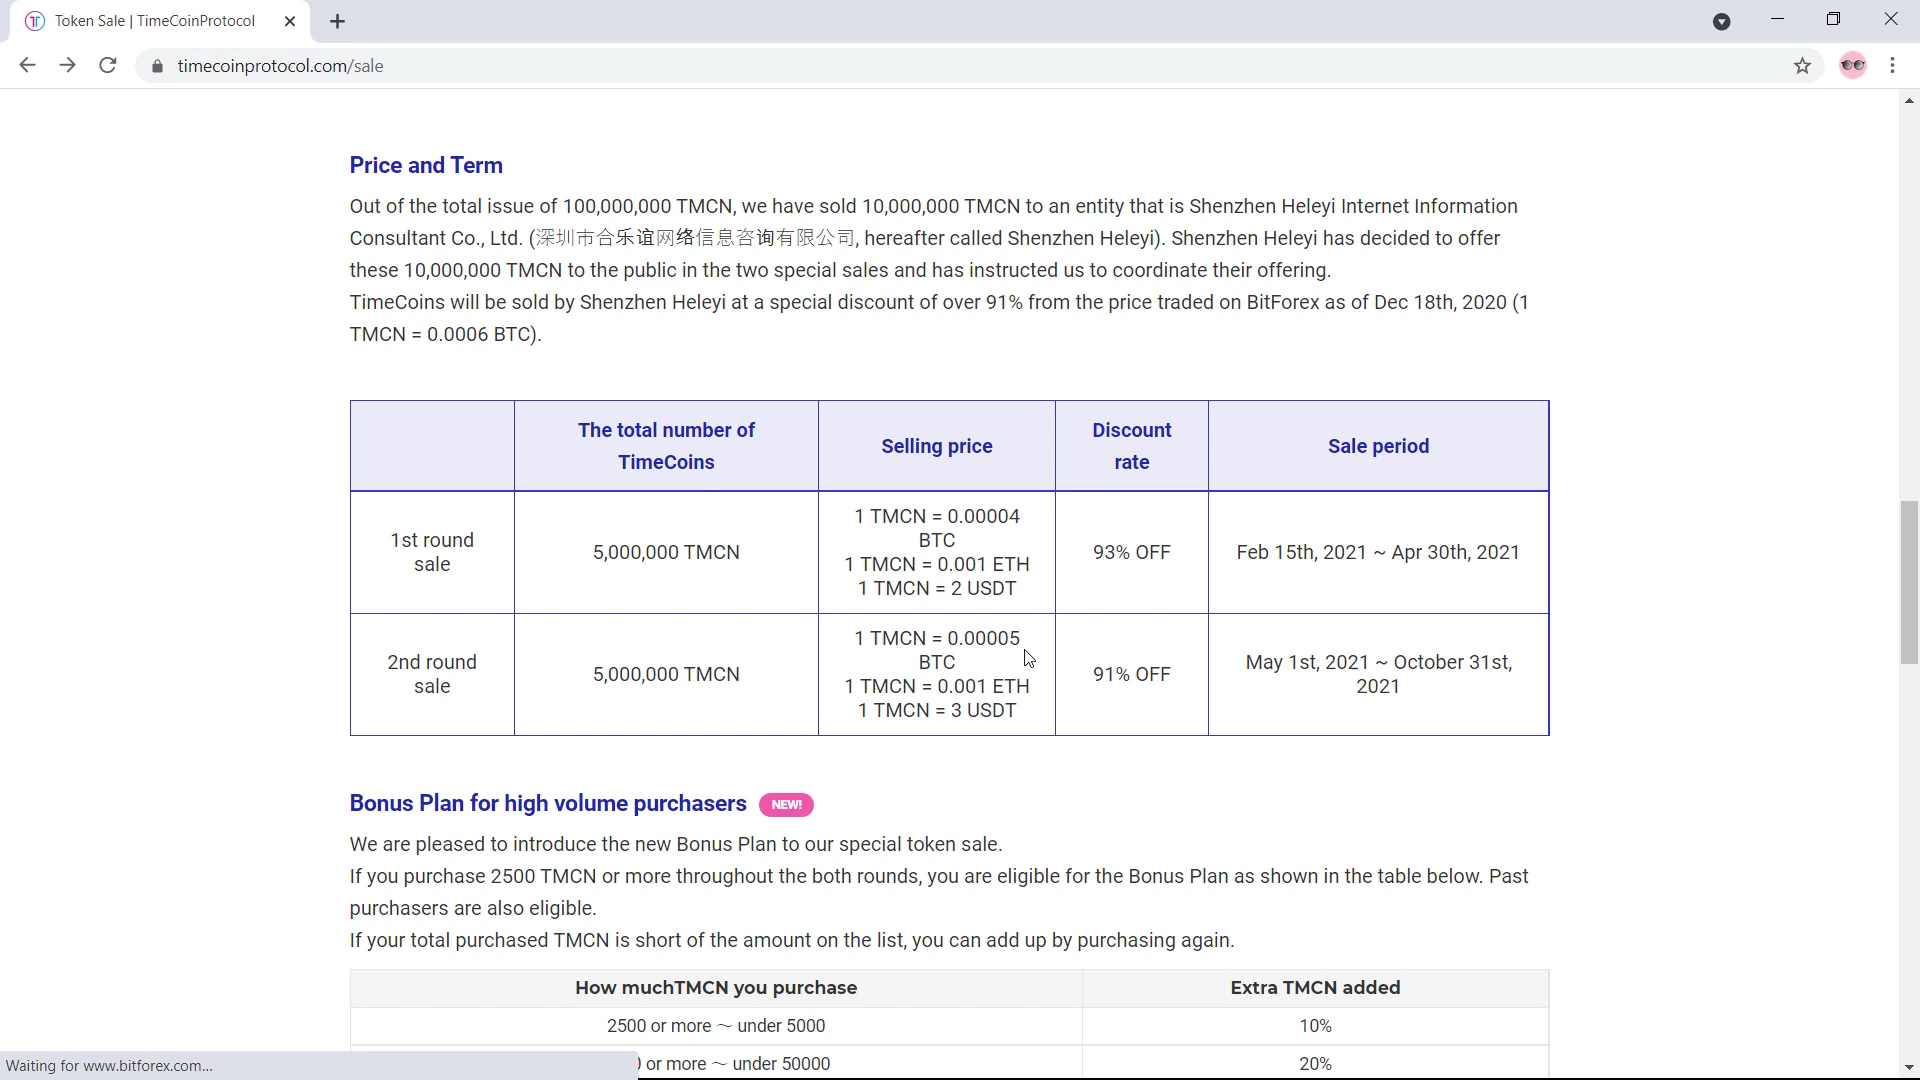 Token Sale | TimeCoinProtocol
timecoinprotocol.com/sale
Price and Term
Out of the total issue of 100,000,000 TMCN, we have sold 10,000,000 TMCN to an entity that is Shenzhen Heleyi Internet Information
Consultant Co., Ltd. (深圳市合乐谊网络信息咨询有限公司, hereafter called Shenzhen Heleyi). Shenzhen Heleyi has decided to offer
these 10,000,000 TMCN to the public in the two special sales and has instructed us to coordinate their offering.
TimeCoins will be sold by Shenzhen Heleyi at a special discount of over 91% from the price traded on BitForex as of Dec 18th, 2020 (1
TMCN = 0.0006 BTC).
The total number of
TimeCoins
Selling price
Discount
rate
Sale period
1st round
sale
5,000,000 TMCN
1 TMCN = 0.00004
BTC
1 TMCN = 0.001 ETH
1 TMCN = 2 USDT
93% OFF
Feb 15th, 2021 ~ Apr 30th, 2021
2nd round
sale
5,000,000 TMCN
1 TMCN = 0.00005
BTC
1 TMCN = 0.001 ETH
1 TMCN = 3 USDT
91% OFF
May 1st, 2021 ~ October 31st,
2021
Bonus Plan for high volume purchasers NEW!
We are pleased to introduce the new Bonus Plan to our special token sale.
If you purchase 2500 TMCN or more throughout the both rounds, you are eligible for the Bonus Plan as shown in the table below. Past
purchasers are also eligible.
If your total purchased TMCN is short of the amount on the list, you can add up by purchasing again.
How muchTMCN you purchase
Extra TMCN added
2500 or more ～ under 5000
10%
or more ～ under 50000
20%
Waiting for www.bitforex.com...